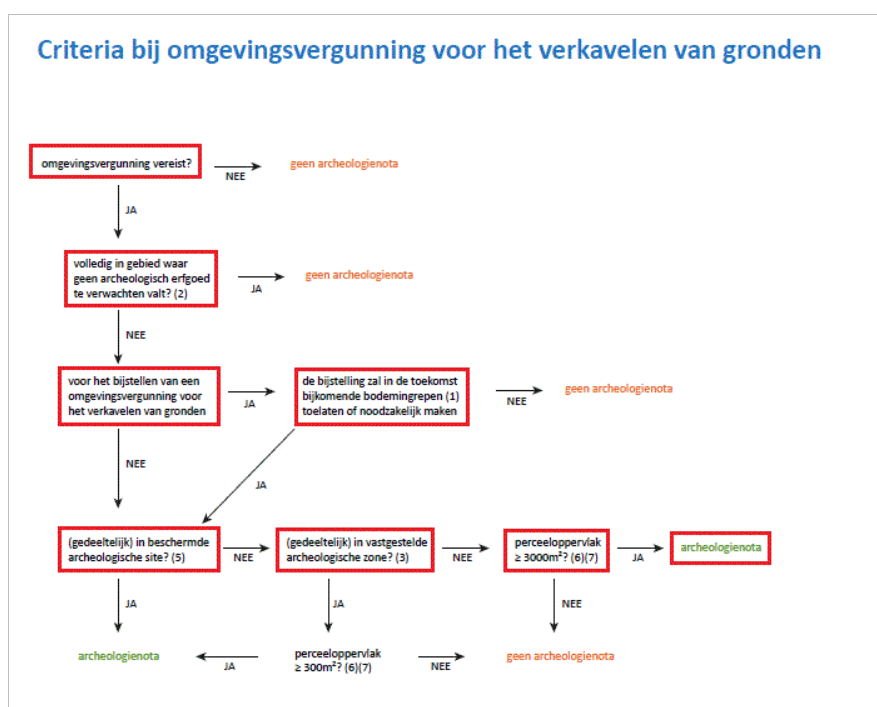 Criteria bij omgevingsvergunning voor het verkavelen van gronden
omgevingsvergunning vereist?
NEE
geen archeologienota
JA
volledig in gebied waar
geen archeologisch erfgoed
te verwachten valt? (2)
JA
geen archeologienota
NEE
voor het bijstellen van een
omgevingsvergunning voor
het verkavelen van gronden
JA
de bijstelling zal in de toekomst
bijkomende bodemingrepen (1)
toelaten of noodzakelijk maken
NEE
geen archeologienota
NEE
JA
(gedeeltelijk) in beschermde
archeologische site? (5)
NEE
(gedeeltelijk) in vastgestelde
archeologische zone? (3)
NEE
perceeloppervlak
≥ 3000m²? (6)(7)
JA
archeologienota
JA
JA
NEE
archeologienota
JA
perceeloppervlak
≥ 300m²? (6)(7)
NEE
geen archeologienota